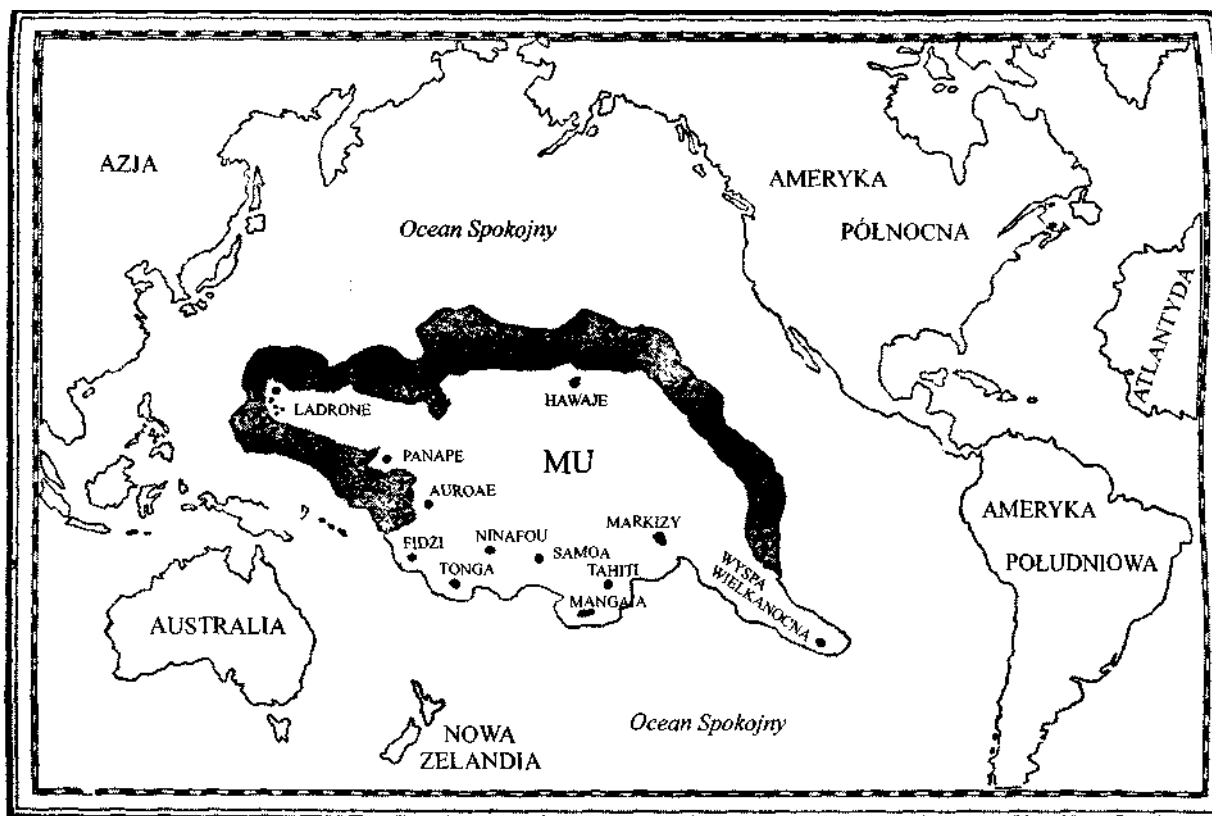 AZJA
AMERYKA
PÓŁNOCNA
Ocean Spokojny
ATLANTYDA
LADRONE
HAWAJE
PANAPE
MU
AUROAE
AMERYKA
POŁUDNIOWA
MARKIZY
FIDŻI
NINAFOU
SAMOA
TONGA
TAHITI
MANGAIA
WYSPA
WIELKANOCNA
AUSTRALIA
Ocean Spokojny
NOWA
ZELANDIA